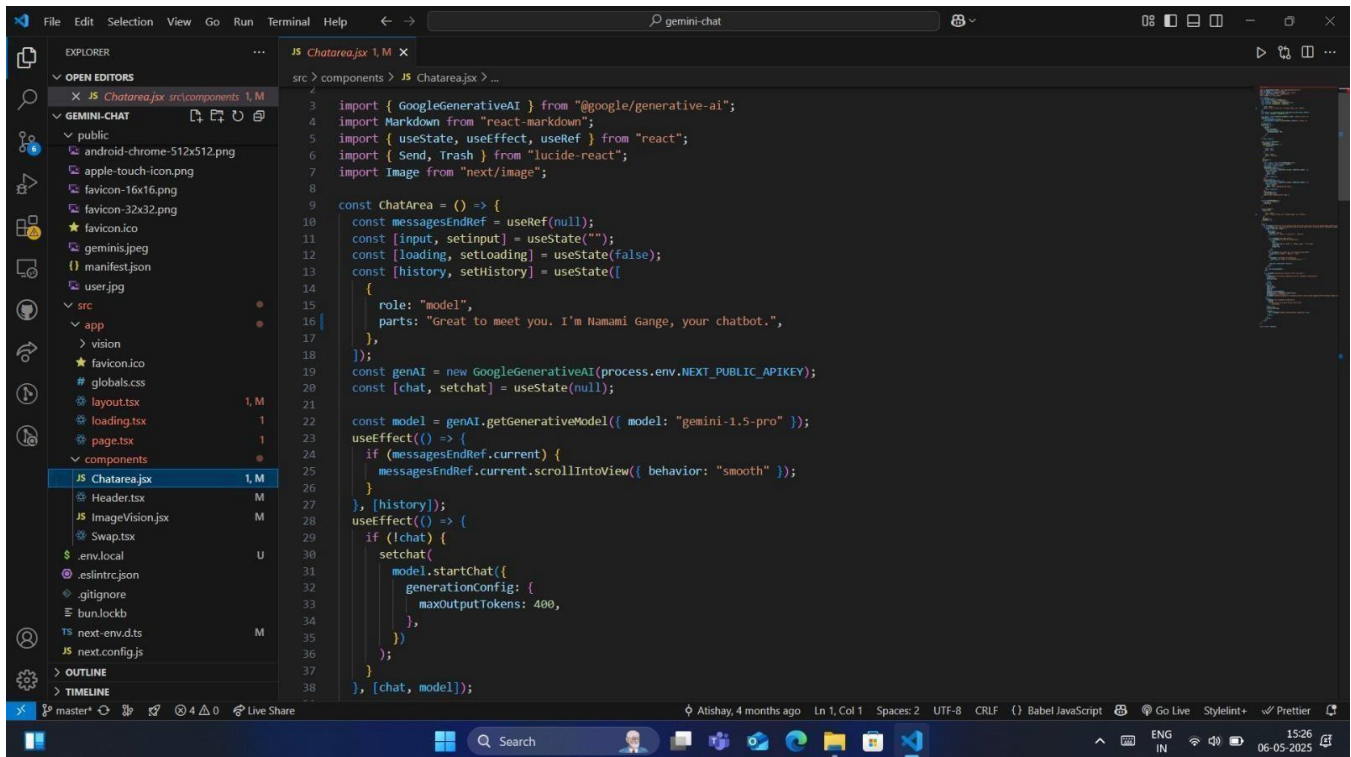 File Edit Selection View Go Run Terminal Help
gemini-chat
EXPLORER
OPEN EDITORS
JS Chatarea.jsx src\components 1, M
GEMINI-CHAT
public
android-chrome-512x512.png
apple-touch-icon.png
favicon-16x16.png
favicon-32x32.png
favicon.ico
geminis.jpeg
{} manifest.json
user.jpg
src
app
vision
favicon.ico
# globals.css
layout.tsx 1, M
loading.tsx 1
page.tsx 1
components
JS Chatarea.jsx 1, M
Header.tsx M
JS ImageVision.jsx M
Swap.tsx
$ .env.local U
.eslintrc.json
.gitignore
bun.lockb
TS next-env.d.ts M
JS next.config.js
OUTLINE
TIMELINE
JS Chatarea.jsx 1, M
src > components > JS Chatarea.jsx > ...
2
3 import { GoogleGenerativeAI } from "@google/generative-ai";
4 import Markdown from "react-markdown";
5 import { useState, useEffect, useRef } from "react";
6 import { Send, Trash } from "lucide-react";
7 import Image from "next/image";
8
9 const ChatArea = () => {
10 const messagesEndRef = useRef(null);
11 const [input, setinput] = useState("");
12 const [loading, setLoading] = useState(false);
13 const [history, setHistory] = useState([
14 {
15 role: "model",
16 parts: "Great to meet you. I'm Namami Gange, your chatbot.",
17 },
18 ]);
19 const genAI = new GoogleGenerativeAI(process.env.NEXT_PUBLIC_APIKEY);
20 const [chat, setchat] = useState(null);
21
22 const model = genAI.getGenerativeModel({ model: "gemini-1.5-pro" });
23 useEffect(() => {
24 if (messagesEndRef.current) {
25 messagesEndRef.current.scrollIntoView({ behavior: "smooth" });
26 }
27 }, [history]);
28 useEffect(() => {
29 if (!chat) {
30 setchat(
31 model.startChat({
32 generationConfig: {
33 maxOutputTokens: 400,
34 },
35 })
36 );
37 }
38 }, [chat, model]);
master* 4 0 Live Share Atishay, 4 months ago Ln 1, Col 1 Spaces: 2 UTF-8 CRLF {} Babel JavaScript Go Live Stylelint+ Prettier
Search
ENG
IN
15:26
06-05-2025